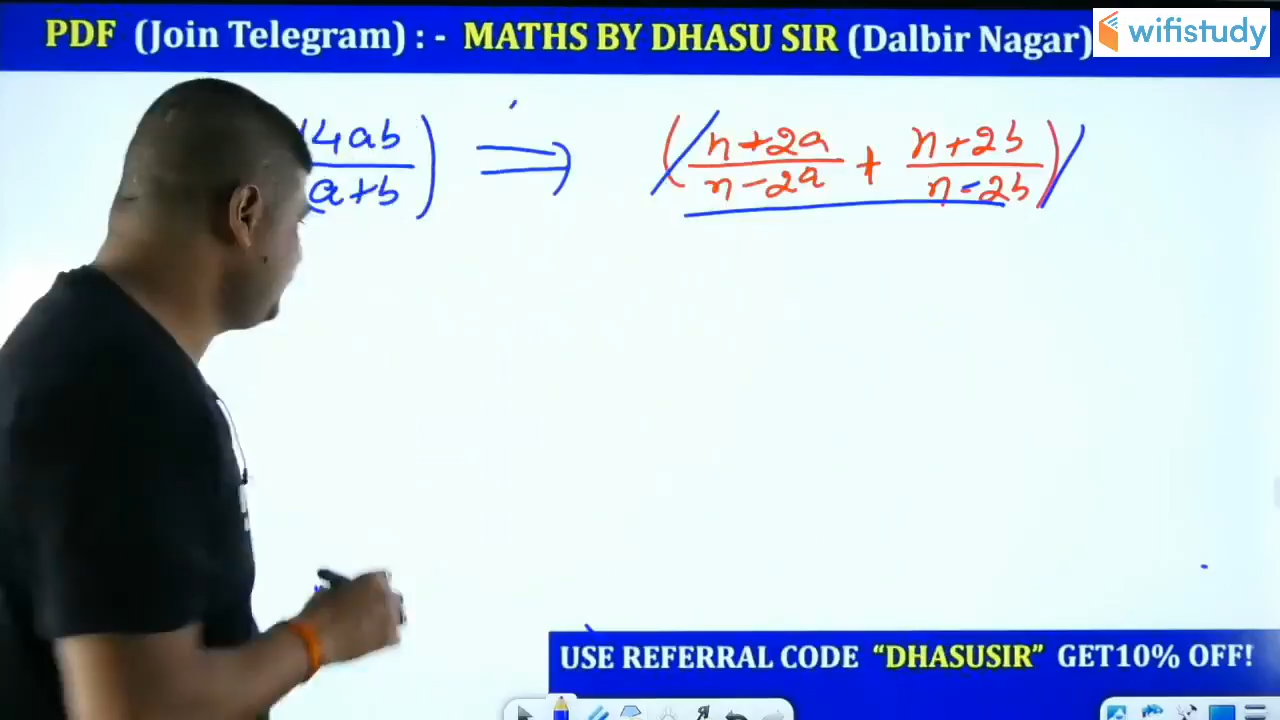 PDF (Join Telegram) : - MATHS BY DHASU SIR (Dalbir Nagar)
wifistudy
4ab / a+b) ⇒ (n+2a / n-2a + n+2b / n-2b)
USE REFERRAL CODE “DHASUSIR” GET10% OFF!